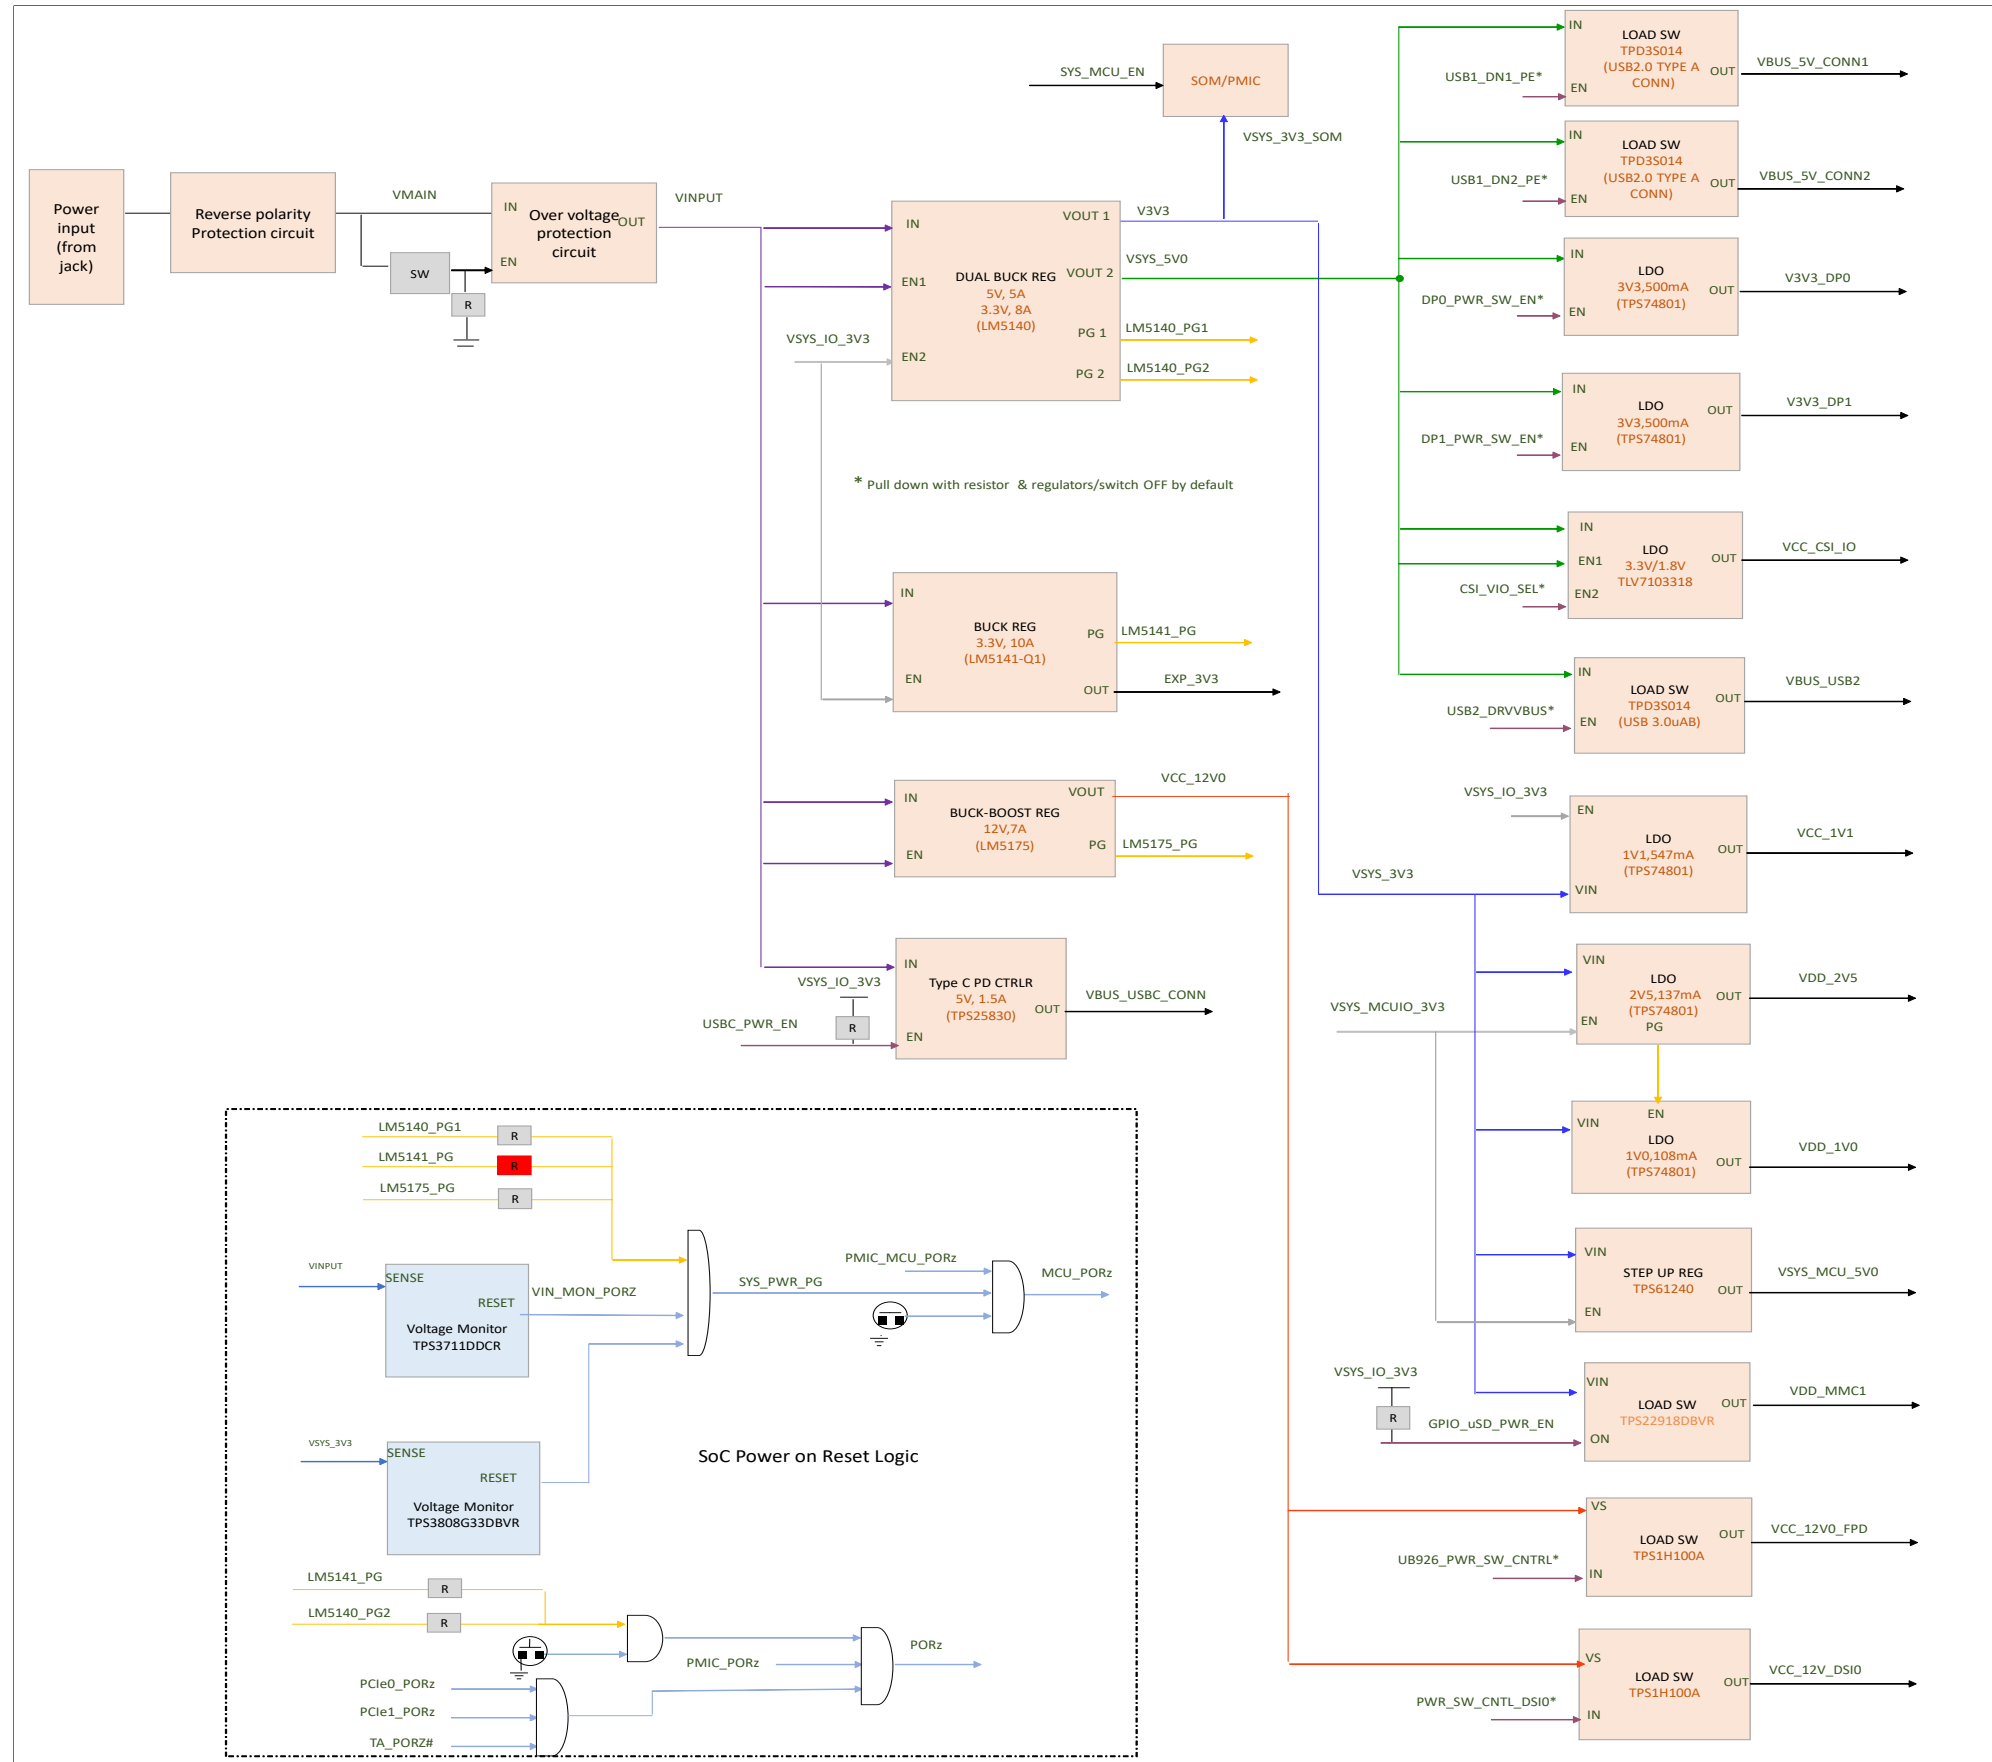 Power
input
(from
jack)
Reverse polarity
Protection circuit
VMAIN
SW
R
IN
EN
Over voltage
protection
circuit
OUT
VINPUT
SYS_MCU_EN
SOM/PMIC
VSYS_3V3_SOM
IN
EN1
EN2
VSYS_IO_3V3
DUAL BUCK REG
5V, 5A
3.3V, 8A
(LM5140)
VOUT 1
VOUT 2
PG 1
PG 2
V3V3
VSYS_5V0
LM5140_PG1
LM5140_PG2
* Pull down with resistor & regulators/switch OFF by default
IN
EN
BUCK REG
3.3V, 10A
(LM5141-Q1)
PG
OUT
LM5141_PG
EXP_3V3
IN
EN
BUCK-BOOST REG
12V,7A
(LM5175)
VOUT
PG
VCC_12V0
LM5175_PG
IN
EN
VSYS_IO_3V3
R
USBC_PWR_EN
Type C PD CTRLR
5V, 1.5A
(TPS25830)
OUT
VBUS_USBC_CONN
IN
EN
USB1_DN1_PE*
LOAD SW
TPD3S014
(USB2.0 TYPE A
CONN)
OUT
VBUS_5V_CONN1
IN
EN
USB1_DN2_PE*
LOAD SW
TPD3S014
(USB2.0 TYPE A
CONN)
OUT
VBUS_5V_CONN2
IN
EN
DP0_PWR_SW_EN*
LDO
3V3,500mA
(TPS74801)
OUT
V3V3_DP0
IN
EN
DP1_PWR_SW_EN*
LDO
3V3,500mA
(TPS74801)
OUT
V3V3_DP1
IN
EN1
EN2
CSI_VIO_SEL*
LDO
3.3V/1.8V
TLV7103318
OUT
VCC_CSI_IO
IN
EN
USB2_DRVVBUS*
LOAD SW
TPD3S014
(USB 3.0uAB)
OUT
VBUS_USB2
VSYS_IO_3V3
EN
VIN
VSYS_3V3
LDO
1V1,547mA
(TPS74801)
OUT
VCC_1V1
VIN
EN
VSYS_MCUIO_3V3
LDO
2V5,137mA
(TPS74801)
PG
OUT
VDD_2V5
EN
VIN
LDO
1V0,108mA
(TPS74801)
OUT
VDD_1V0
VIN
EN
STEP UP REG
TPS61240
OUT
VSYS_MCU_5V0
VIN
ON
VSYS_IO_3V3
R
GPIO_uSD_PWR_EN
LOAD SW
TPS22918DBVR
OUT
VDD_MMC1
VS
IN
UB926_PWR_SW_CNTRL*
LOAD SW
TPS1H100A
OUT
VCC_12V0_FPD
VS
IN
PWR_SW_CNTL_DSI0*
LOAD SW
TPS1H100A
OUT
VCC_12V_DSI0
LM5140_PG1
R
LM5141_PG
R
LM5175_PG
R
VINPUT
SENSE
RESET
Voltage Monitor
TPS3711DDCR
VIN_MON_PORZ
SYS_PWR_PG
PMIC_MCU_PORz
MCU_PORz
VSYS_3V3
SENSE
RESET
Voltage Monitor
TPS3808G33DBVR
SoC Power on Reset Logic
LM5141_PG
R
LM5140_PG2
R
PMIC_PORz
PORz
PCIe0_PORz
PCIe1_PORz
TA_PORZ#